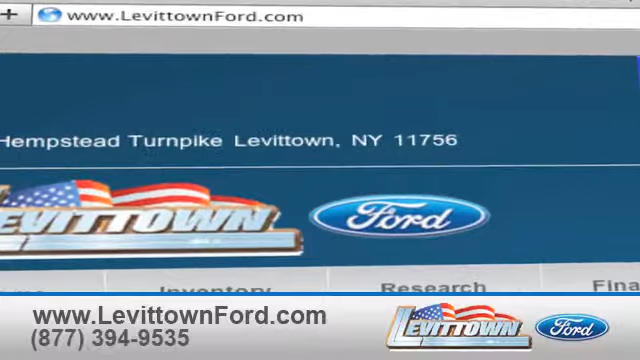 www.LevittownFord.com
Hempstead Turnpike Levittown, NY 11756
LEVITTOWN Ford
Inventory Research
www.LevittownFord.com
(877) 394-9535
LEVITTOWN Ford